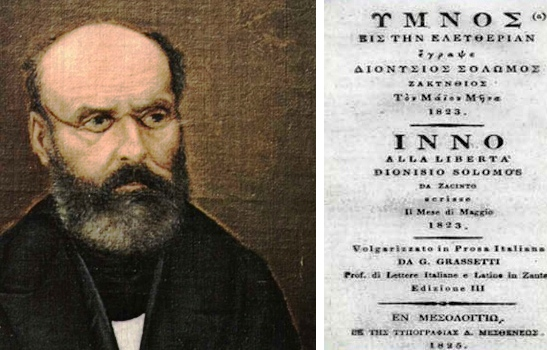 ΥΜΝΟΣ (α)
ΕΙΣ ΤΗΝ ΕΛΕΥΘΕΡΙΑΝ
ἔγραψε
ΔΙΟΝΥΣΙΟΣ ΣΟΛΩΜΟΣ
ΖΑΚΥΝΘΙΟΣ
Τὸν Μάϊον Μῆνα
1823.
INNO
ALLA LIBERTA'
DIONISIO SOLOMO'S
DA ZACINTO
scrisse
Il Mese di Maggio
1823.
Volgarizzato in Prosa Italiana
DA G. GRASSETTI
Prof. di Lettere Italiane e Latine in Zante
Edizione III
ΕΝ ΜΕΣΟΛΟΓΓΙΩ,
ΕΚ ΤΗΣ ΤΥΠΟΓΡΑΦΙΑΣ Δ. ΜΕΣΘΕΝΕΩΣ.
1825.